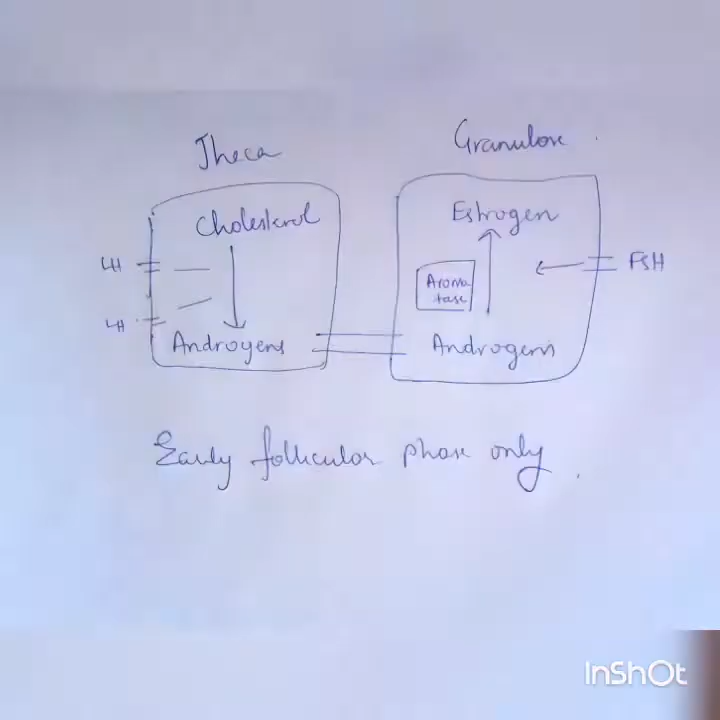 Theca
Granulosa
Cholesterol
Estrogen
LH
FSH
Aroma
tase
LH
Androgens
Androgens
Early follicular phase only.
InShOt